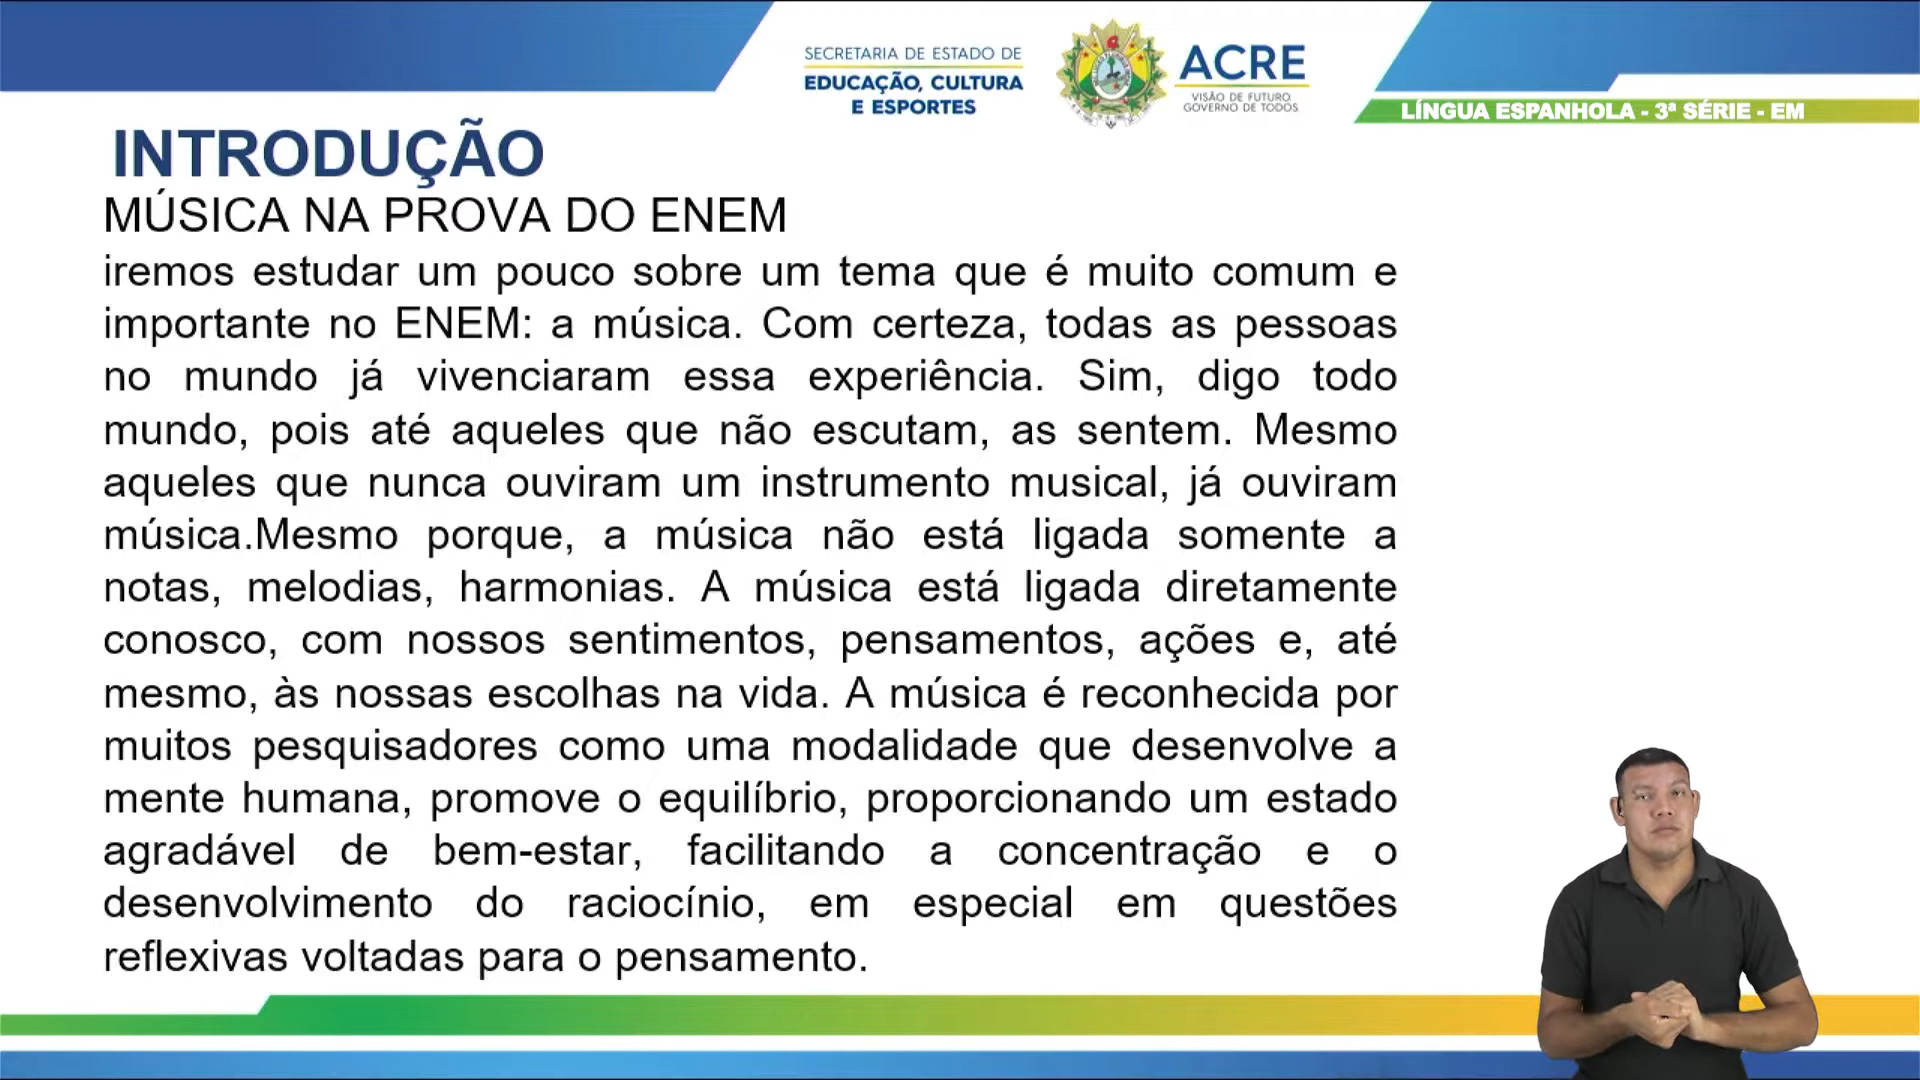 SECRETARIA DE ESTADO DE
EDUCAÇÃO, CULTURA
E ESPORTES
ACRE
VISÃO DE FUTURO
GOVERNO DE TODOS
LÍNGUA ESPANHOLA - 3ª SÉRIE - EM
INTRODUÇÃO
MÚSICA NA PROVA DO ENEM
iremos estudar um pouco sobre um tema que é muito comum e
importante no ENEM: a música. Com certeza, todas as pessoas
no mundo já vivenciaram essa experiência. Sim, digo todo
mundo, pois até aqueles que não escutam, as sentem. Mesmo
aqueles que nunca ouviram um instrumento musical, já ouviram
música.Mesmo porque, a música não está ligada somente a
notas, melodias, harmonias. A música está ligada diretamente
conosco, com nossos sentimentos, pensamentos, ações e, até
mesmo, às nossas escolhas na vida. A música é reconhecida por
muitos pesquisadores como uma modalidade que desenvolve a
mente humana, promove o equilíbrio, proporcionando um estado
agradável de bem-estar, facilitando a concentração e o
desenvolvimento do raciocínio, em especial em questões
reflexivas voltadas para o pensamento.